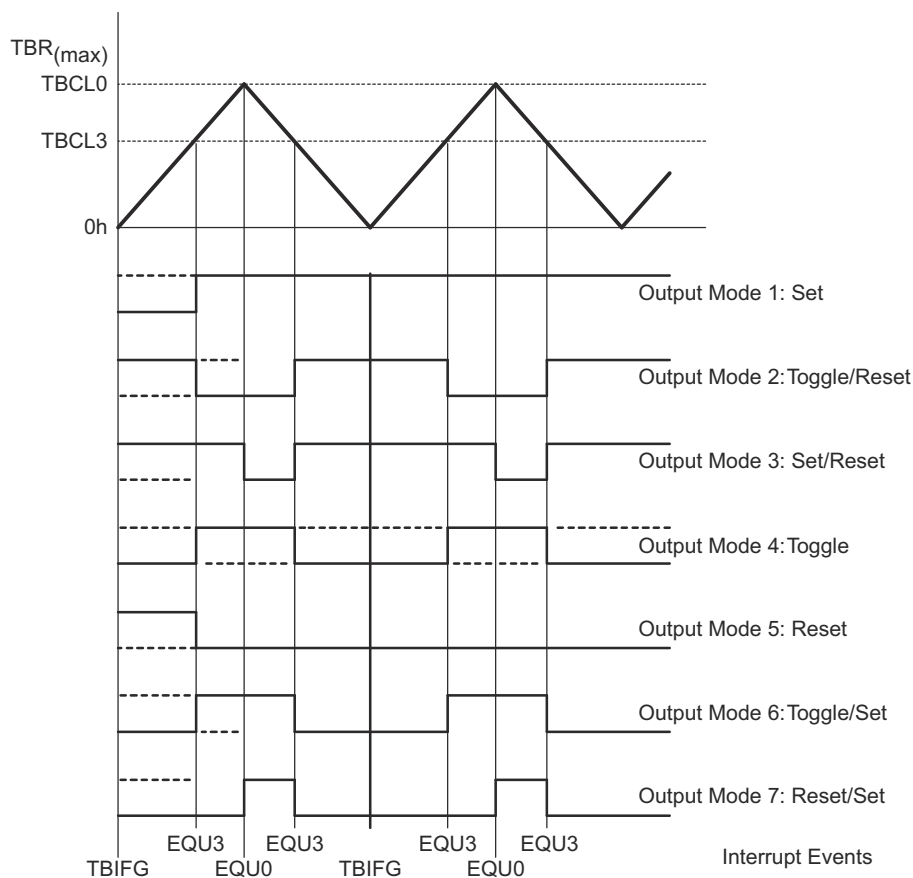 TBR(max)
TBCL0
TBCL3
0h
Output Mode 1: Set
Output Mode 2:Toggle/Reset
Output Mode 3: Set/Reset
Output Mode 4:Toggle
Output Mode 5: Reset
Output Mode 6:Toggle/Set
Output Mode 7: Reset/Set
EQU3 EQU3 EQU3 EQU3
TBIFG EQU0 TBIFG EQU0 Interrupt Events